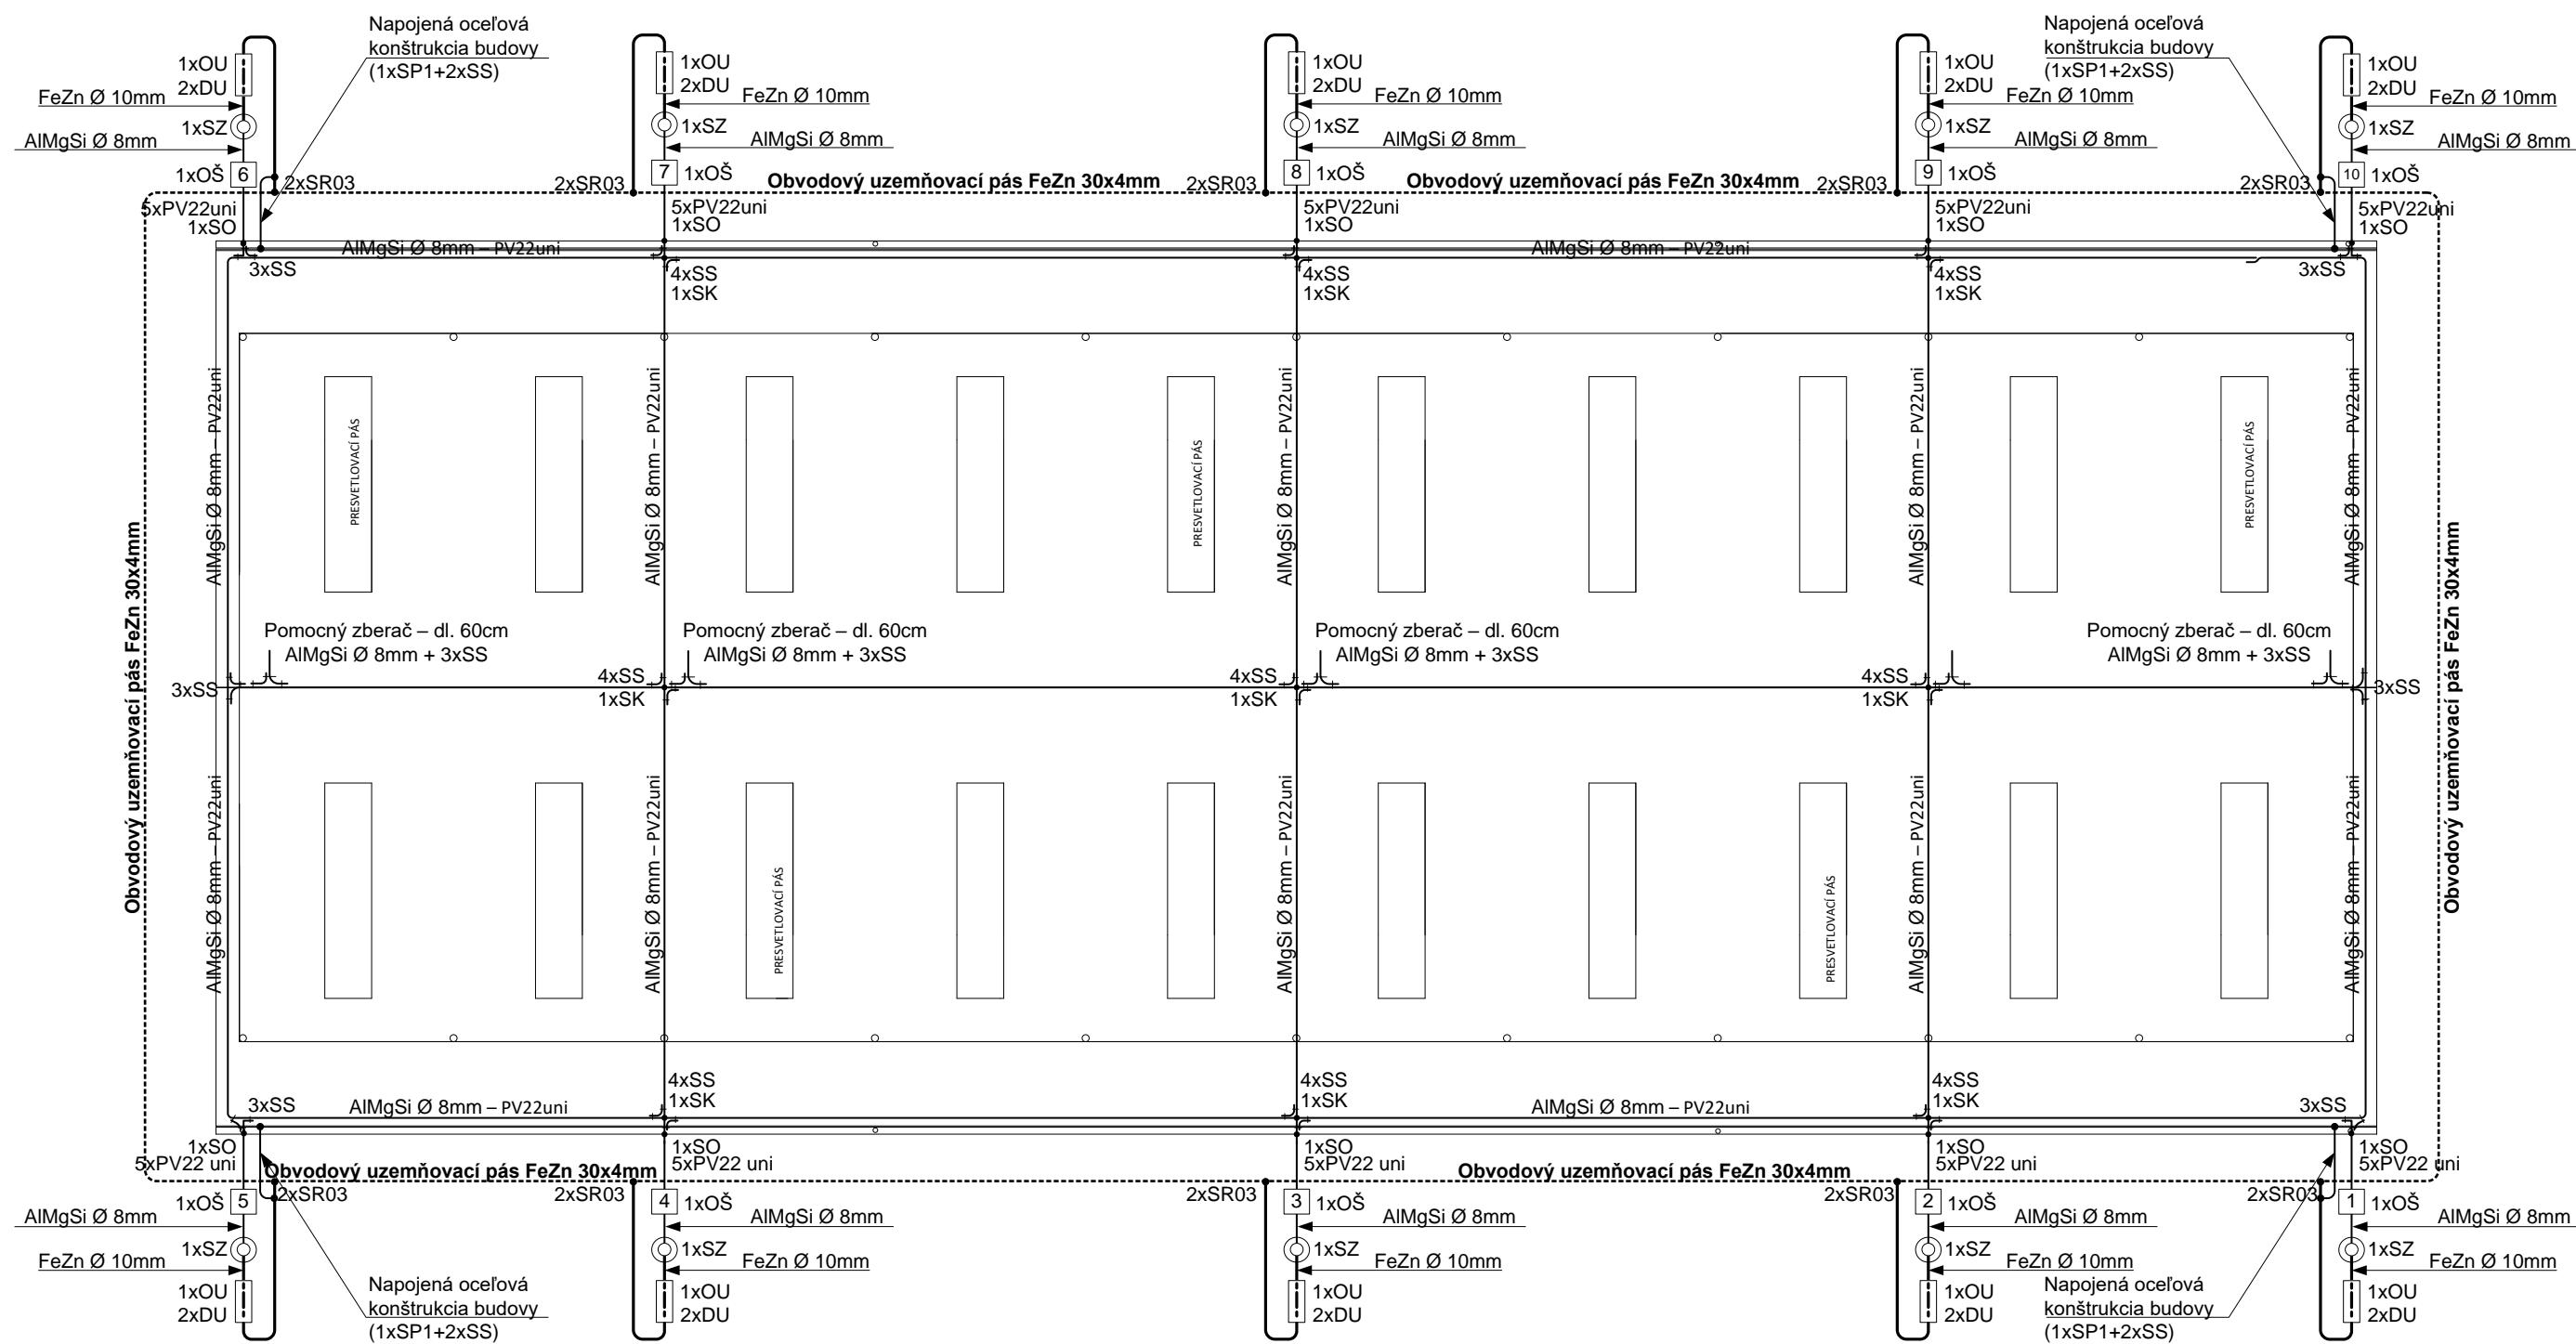 Napojená oceľová
konštrukcia budovy
(1xSP1+2xSS)
Napojená oceľová
konštrukcia budovy
(1xSP1+2xSS)
1xOU
2xDU
FeZn Ø 10mm
1xSZ
AlMgSi Ø 8mm
1xOŠ
6
2xSR03
5xPV22uni
1xSO
3xSS
1xOU
2xDU
FeZn Ø 10mm
1xSZ
AlMgSi Ø 8mm
7
1xOŠ
2xSR03
5xPV22uni
1xSO
4xSS
1xSK
1xOU
2xDU
FeZn Ø 10mm
1xSZ
AlMgSi Ø 8mm
8
1xOŠ
2xSR03
5xPV22uni
1xSO
4xSS
1xSK
1xOU
2xDU
FeZn Ø 10mm
1xSZ
AlMgSi Ø 8mm
9
1xOŠ
2xSR03
5xPV22uni
1xSO
4xSS
1xSK
1xOU
2xDU
FeZn Ø 10mm
1xSZ
AlMgSi Ø 8mm
10
1xOŠ
2xSR03
5xPV22uni
1xSO
3xSS
Obvodový uzemňovací pás FeZn 30x4mm
Obvodový uzemňovací pás FeZn 30x4mm
AlMgSi Ø 8mm – PV22uni
AlMgSi Ø 8mm – PV22uni
AlMgSi Ø 8mm – PV22uni
AlMgSi Ø 8mm – PV22uni
AlMgSi Ø 8mm – PV22uni
AlMgSi Ø 8mm – PV22uni
AlMgSi Ø 8mm – PV22uni
PRESVETLOVACÍ PÁS
PRESVETLOVACÍ PÁS
PRESVETLOVACÍ PÁS
Obvodový uzemňovací pás FeZn 30x4mm
Obvodový uzemňovací pás FeZn 30x4mm
Pomocný zberač – dl. 60cm
AlMgSi Ø 8mm + 3xSS
Pomocný zberač – dl. 60cm
AlMgSi Ø 8mm + 3xSS
Pomocný zberač – dl. 60cm
AlMgSi Ø 8mm + 3xSS
Pomocný zberač – dl. 60cm
AlMgSi Ø 8mm + 3xSS
3xSS
4xSS
1xSK
4xSS
1xSK
4xSS
1xSK
3xSS
AlMgSi Ø 8mm – PV22uni
AlMgSi Ø 8mm – PV22uni
AlMgSi Ø 8mm – PV22uni
AlMgSi Ø 8mm – PV22uni
AlMgSi Ø 8mm – PV22uni
PRESVETLOVACÍ PÁS
PRESVETLOVACÍ PÁS
3xSS
AlMgSi Ø 8mm – PV22uni
4xSS
1xSK
4xSS
1xSK
AlMgSi Ø 8mm – PV22uni
4xSS
1xSK
3xSS
Obvodový uzemňovací pás FeZn 30x4mm
Obvodový uzemňovací pás FeZn 30x4mm
1xSO
5xPV22 uni
2xSR03
1xOŠ
5
AlMgSi Ø 8mm
1xSZ
FeZn Ø 10mm
1xOU
2xDU
1xSO
5xPV22 uni
2xSR03
4
1xOŠ
AlMgSi Ø 8mm
1xSZ
FeZn Ø 10mm
1xOU
2xDU
1xSO
5xPV22 uni
2xSR03
3
1xOŠ
AlMgSi Ø 8mm
1xSZ
FeZn Ø 10mm
1xOU
2xDU
1xSO
5xPV22 uni
2xSR03
2
1xOŠ
AlMgSi Ø 8mm
1xSZ
FeZn Ø 10mm
1xOU
2xDU
1xSO
5xPV22 uni
2xSR03
1
1xOŠ
AlMgSi Ø 8mm
1xSZ
FeZn Ø 10mm
1xOU
2xDU
Napojená oceľová
konštrukcia budovy
(1xSP1+2xSS)
Napojená oceľová
konštrukcia budovy
(1xSP1+2xSS)